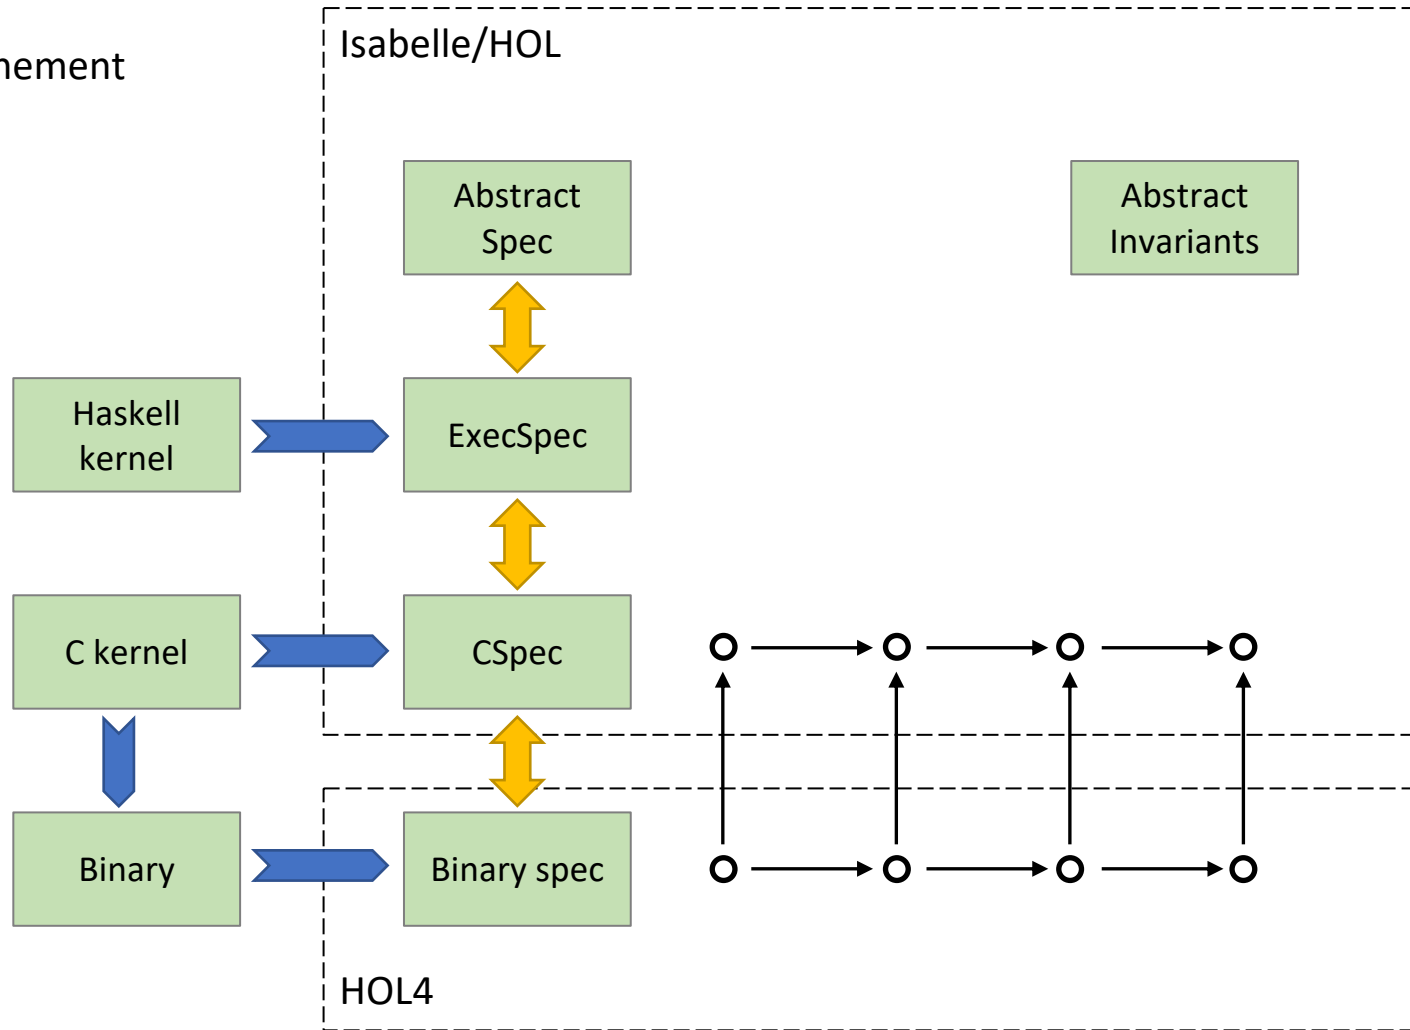 Isabelle/HOL
nement
Abstract
Spec
Abstract
Invariants
Haskell
kernel
ExecSpec
C kernel
CSpec
Binary
Binary spec
HOL4